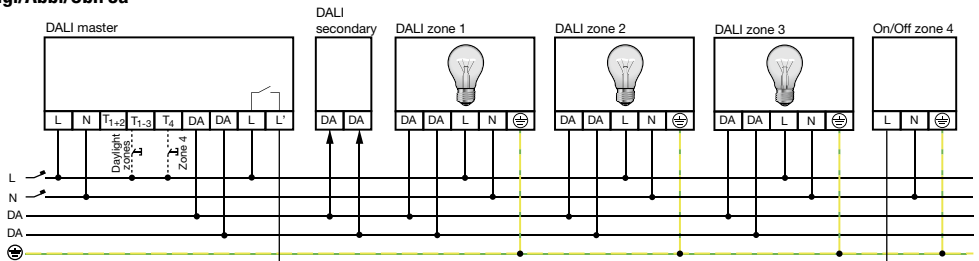 DALI master
DALI
secondary
DALI zone 1
DALI zone 2
DALI zone 3
On/Off zone 4
L N T1+2 T1-3 T4 DA DA L L'
DA DA
DA DA L N
DA DA L N
DA DA L N
L N
Daylight
zones
Zone 4
L
N
DA
DA